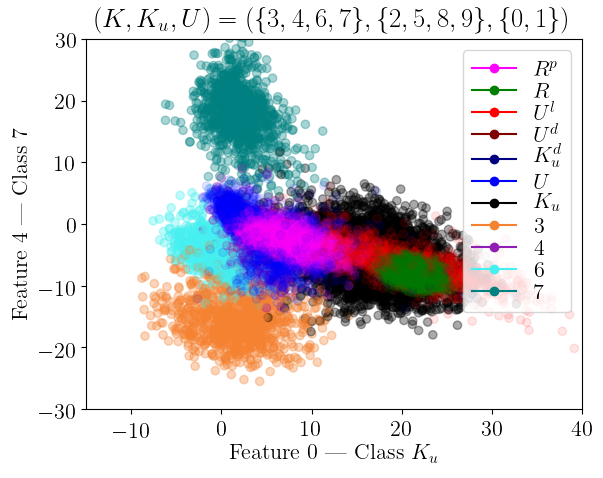 (K, K_u, U) = ({3, 4, 6, 7}, {2, 5, 8, 9}, {0, 1})
30
20
10
0
−10
−20
−30
Feature 4 — Class 7
R^p
R
U^l
U^d
K_u^d
U
K_u
3
4
6
7
−10
0
10
20
30
40
Feature 0 — Class K_u